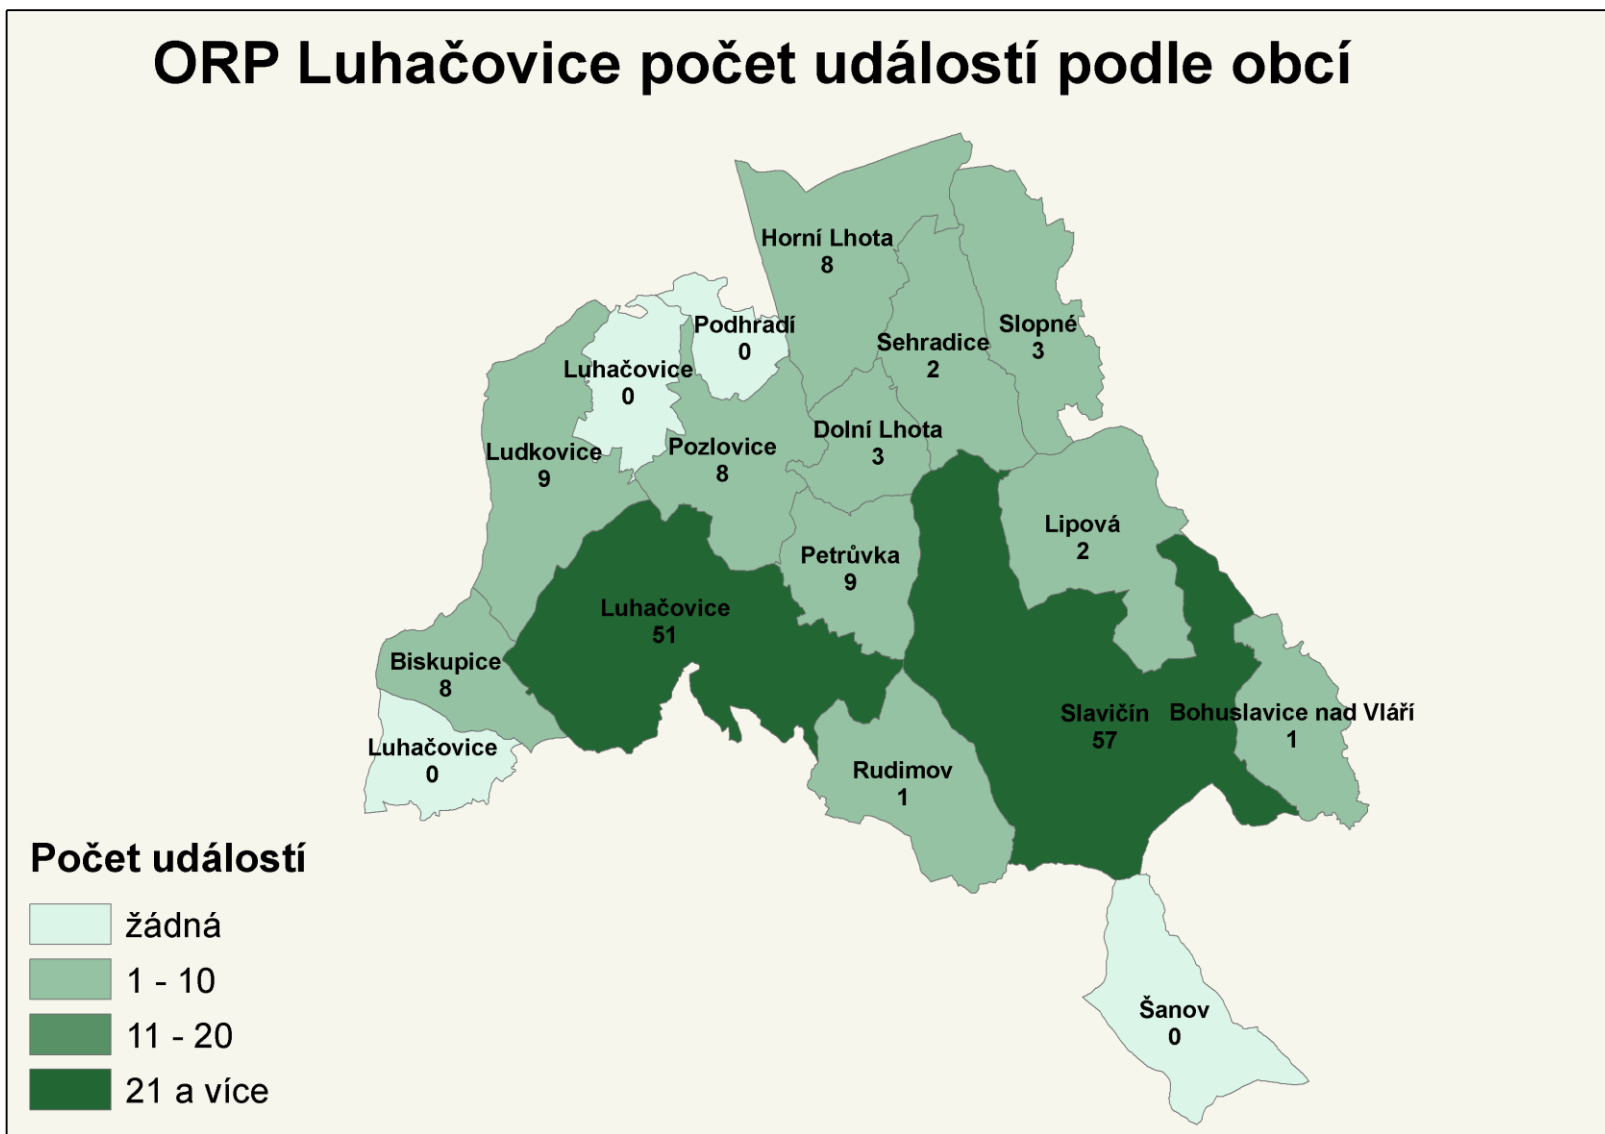 ORP Luhačovice počet událostí podle obcí
Horní Lhota
8
Podhradí
0
Slopné
3
Sehradice
2
Luhačovice
0
Dolní Lhota
3
Pozlovice
8
Ludkovice
9
Lipová
2
Petrůvka
9
Luhačovice
51
Biskupice
8
Slavičín
57
Bohuslavice nad Vláří
1
Luhačovice
0
Rudimov
1
Šanov
0
Počet událostí
žádná
1 - 10
11 - 20
21 a více